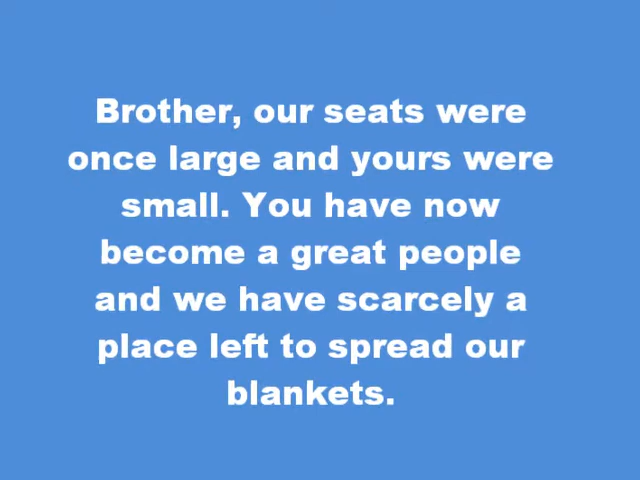 Brother, our seats were
once large and yours were
small. You have now
become a great people
and we have scarcely a
place left to spread our
blankets.